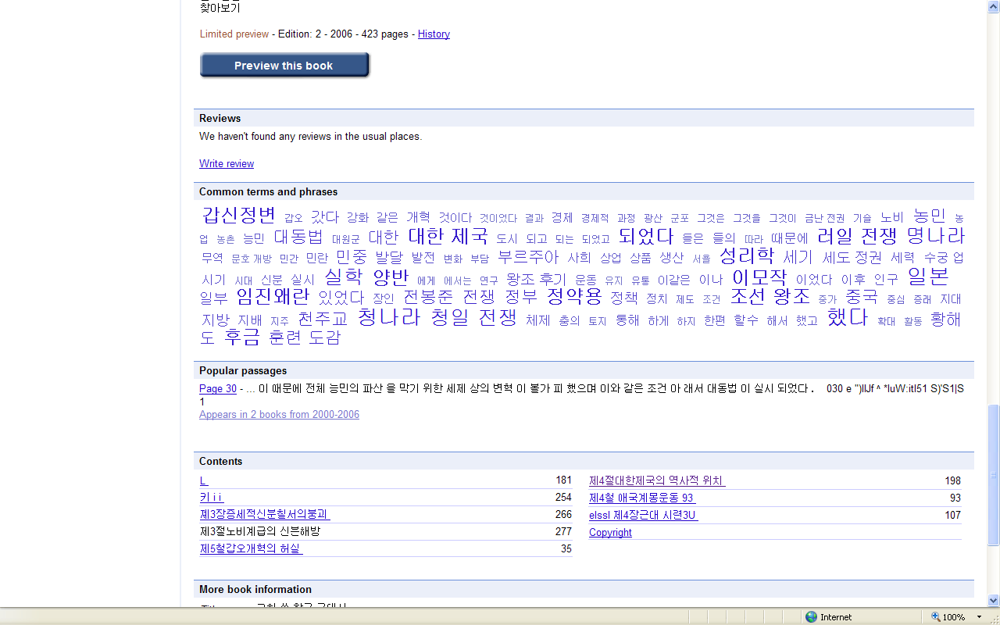 찾아보기
Limited preview - Edition: 2 - 2006 - 423 pages - History
Preview this book
Reviews
We haven't found any reviews in the usual places.
Write review
Common terms and phrases
갑신정변 갑오 갔다 강화 같은 개혁 것이다 것이었다 결과 경제 경제적 과정 광산 군포 그것은 그것을 그것이 금난 전권 기술 노비 농민 농
업 농촌 능민 대동법 대원군 대한 대한 제국 도시 되고 되는 되었고 되었다 들은 들의 따라 때문에 러일 전쟁 명나라
무역 문호 개방 민간 민란 민중 발달 발전 변화 부담 부르주아 사희 상업 상품 생산 서울 성리학 세기 세도 정권 세력 수궁 업
시기 시대 신분 실시 실학 양반 에게 에서는 연구 왕조 후기 운동 유지 유통 이같은 이나 이모작 이었다 이후 인구 일본
일부 임진왜란 있었다 장인 전봉준 전쟁 정부 정약용 정책 정치 제도 조건 조선 왕조 중가 중국 중심 증래 지대
지방 지배 지주 천주교 청나라 청일 전쟁 체제 충의 토지 통해 하게 하지 한편 할수 해서 했고 했다 확대 활동 황해
도 후금 훈련 도감
Popular passages
Page 30 - ... 이 때문에 전체 능민의 파산 을 막기 위한 세제 상의 변혁 이 불가 피 했으며 이와 같은 조건 아 래서 대동법 이 실시 되었다 . 030 e ")lIJf ^ *luW:itl51 S)'S1|S
1
Appears in 2 books from 2000-2006
Contents
L 181
키 i i 254
제3장증세적신분칠서의붕괴 266
제3절노비계급의 신분해방 277
제5철갑오개혁의 허실 35
제4절대한제국의 역사적 위치 198
제4철 애국계몽운동 93 93
elssl 제4장근대 시련3U 107
Copyright
More book information
Internet
100%